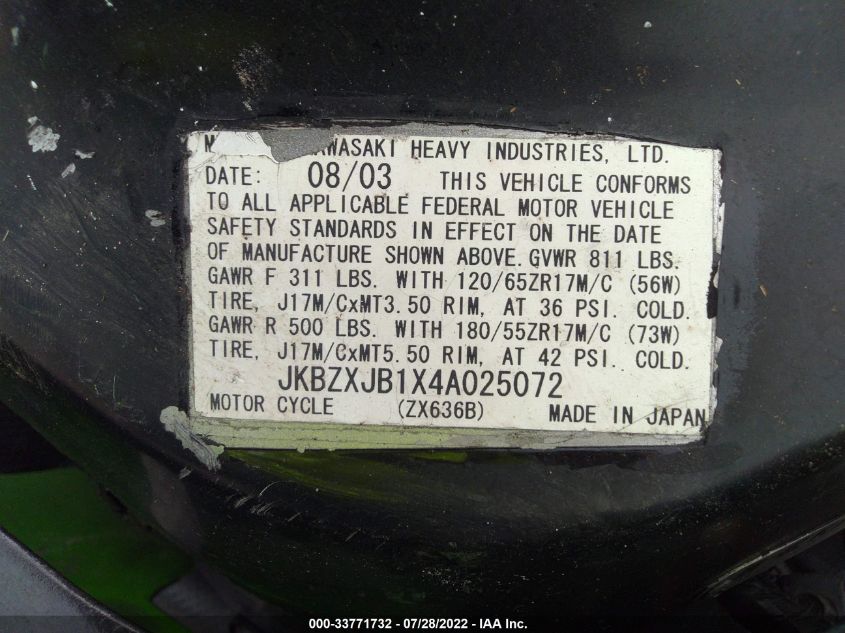 HEAVY INDUSTRIES, LTD.
DATE: 08/03 THIS VEHICLE CONFORMS
TO ALL APPLICABLE FEDERAL MOTOR VEHICLE
SAFETY STANDARDS IN EFFECT ON THE DATE
OF MANUFACTURE SHOWN ABOVE. GVWR 811 LBS.
GAWR F 311 LBS. WITH 120/65ZR17M/C (56W)
TIRE, J17M/CxMT3.50 RIM, AT 36 PSI. COLD.
GAWR R 500 LBS. WITH 180/55ZR17M/C (73W)
TIRE, J17M/CxMT5.50 RIM, AT 42 PSI. COLD.
JKBZXJB1X4A025072
MOTOR CYCLE (ZX636B) MADE IN JAPAN
000-33771732 - 07/28/2022 - IAA Inc.